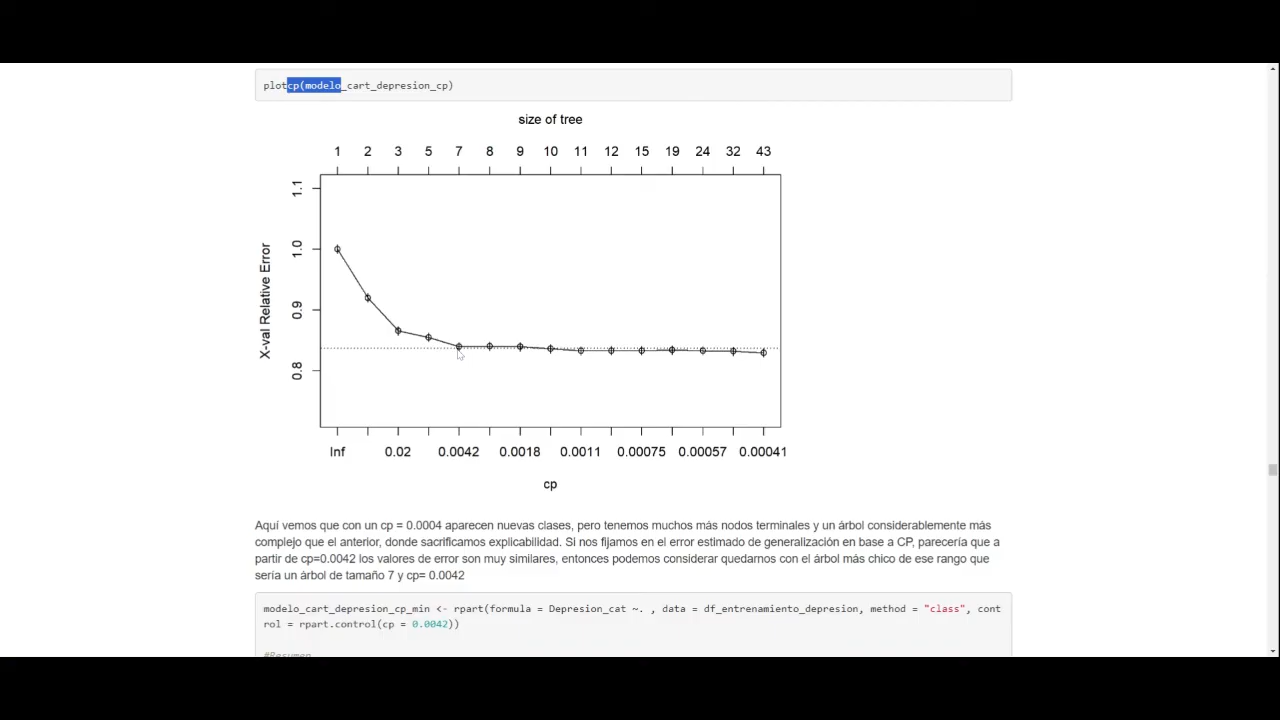 plotcp(modelo_cart_depresion_cp)
size of tree
1 2 3 5 7 8 9 10 11 12 15 19 24 32 43
X-val Relative Error
1.1
1.0
0.9
0.8
Inf 0.02 0.0042 0.0018 0.0011 0.00075 0.00057 0.00041
cp
Aquí vemos que con un cp = 0.0004 aparecen nuevas clases, pero tenemos muchos más nodos terminales y un árbol considerablemente más
complejo que el anterior, donde sacrificamos explicabilidad. Si nos fijamos en el error estimado de generalización en base a CP, parecería que a
partir de cp=0.0042 los valores de error son muy similares, entonces podemos considerar quedarnos con el árbol más chico de ese rango que
sería un árbol de tamaño 7 y cp= 0.0042
modelo_cart_depresion_cp_min <- rpart(formula = Depresion_cat ~. , data = df_entrenamiento_depresion, method = "class", cont
rol = rpart.control(cp = 0.0042))
#Resumen